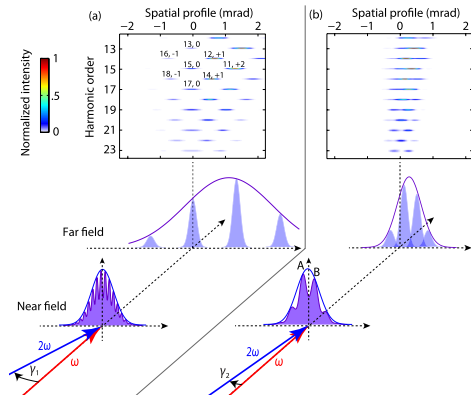 Spatial profile (mrad)
(a)
-1 0 1 2
Spatial profile (mrad)
(b)
-1 0 1 2
Normalized intensity
1
.5
0
Harmonic order
13
15
17
19
21
23
13, 0
16, -1
12, +1
15, 0
11, +2
18, -1
14, +1
17, 0
Far field
Near field
A
B
2ω
ω
γ1
2ω
ω
γ2